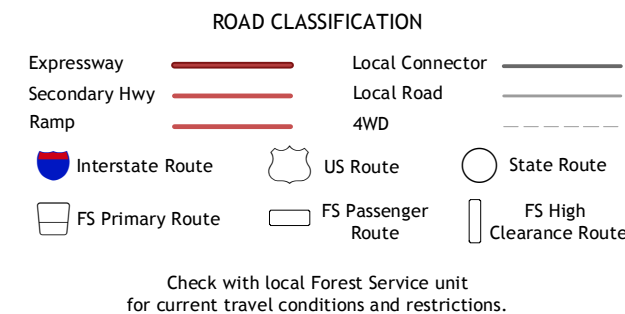 ROAD CLASSIFICATION
Expressway
Local Connector
Secondary Hwy
Local Road
Ramp
4WD
Interstate Route
US Route
State Route
FS Primary Route
FS Passenger
Route
FS High
Clearance Route
Check with local Forest Service unit
for current travel conditions and restrictions.